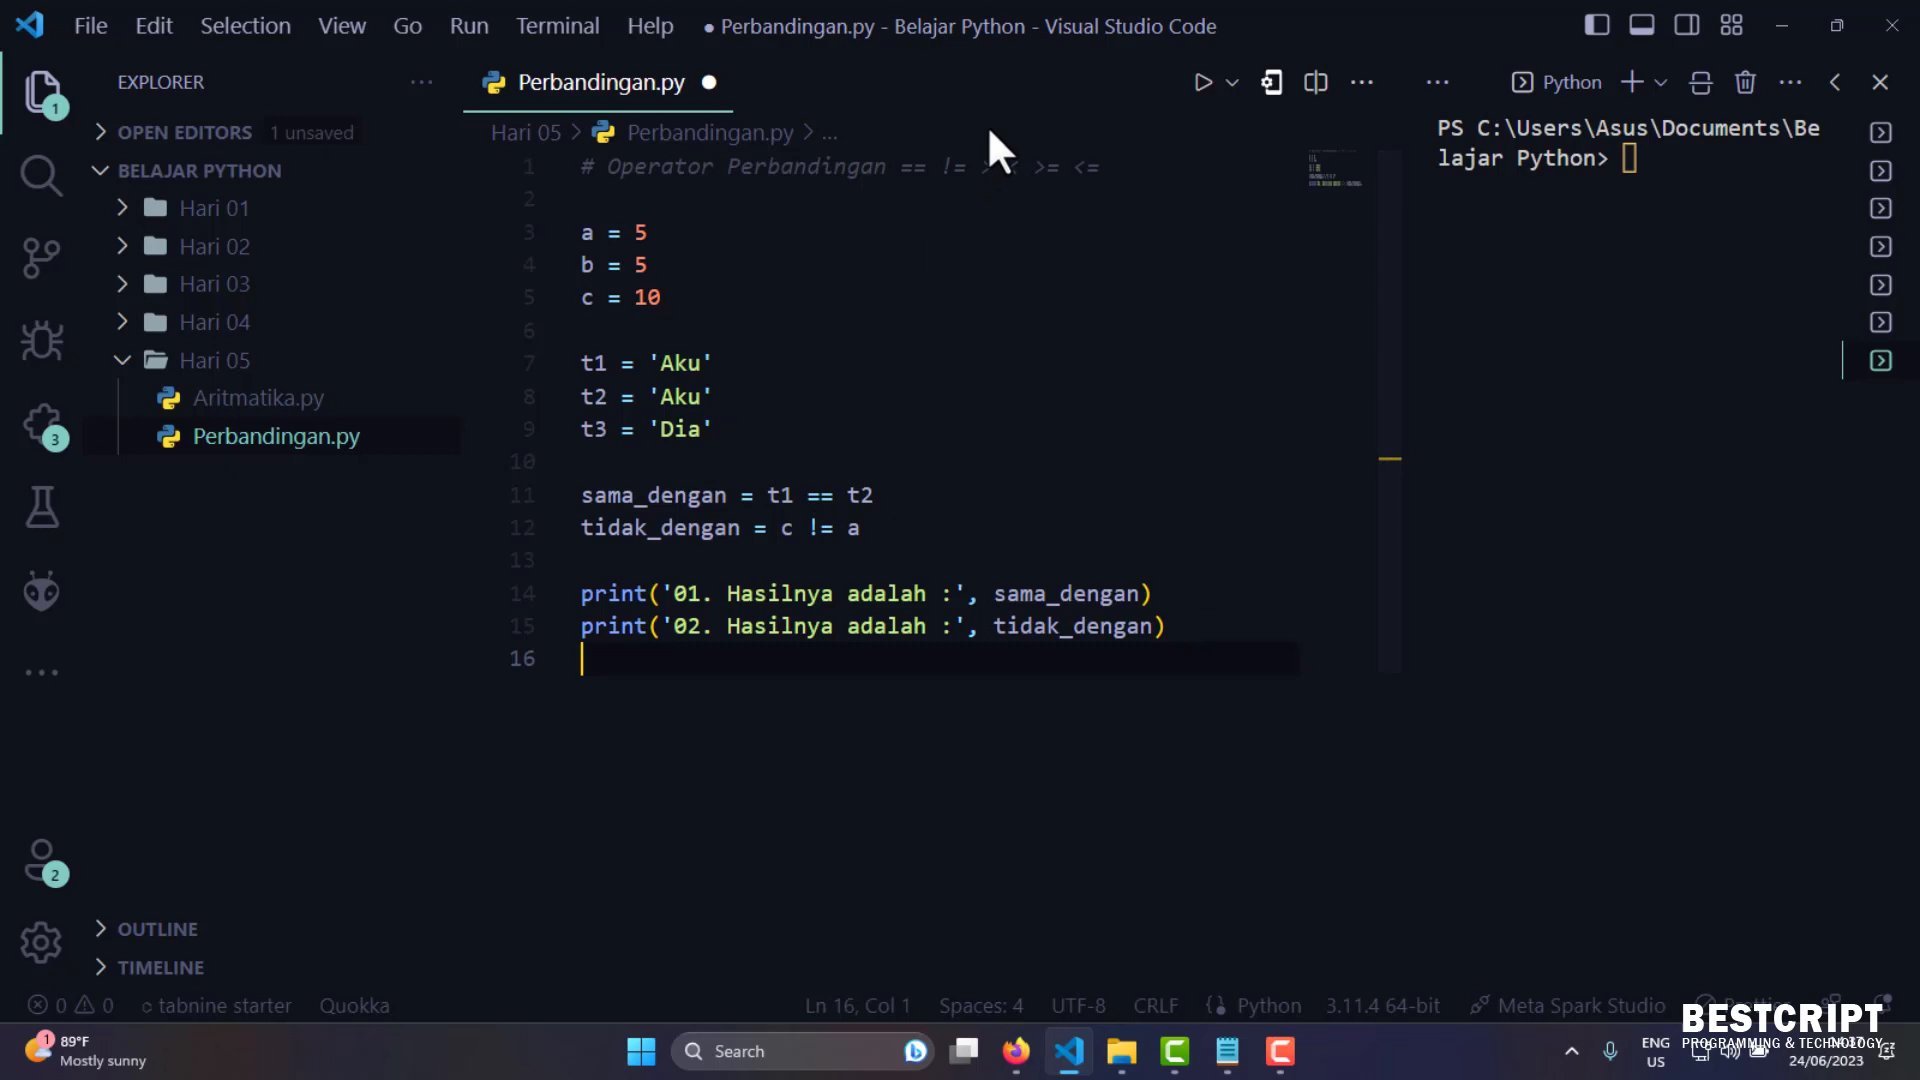 File Edit Selection View Go Run Terminal Help ● Perbandingan.py - Belajar Python - Visual Studio Code
EXPLORER ...
1
OPEN EDITORS 1 unsaved
BELAJAR PYTHON
Hari 01
Hari 02
Hari 03
Hari 04
Hari 05
Aritmatika.py
Perbandingan.py
3
2
OUTLINE
TIMELINE
Perbandingan.py ●
Hari 05 > Perbandingan.py > ...
1 # Operator Perbandingan == != >= <=
2
3 a = 5
4 b = 5
5 c = 10
6
7 t1 = 'Aku'
8 t2 = 'Aku'
9 t3 = 'Dia'
10
11 sama_dengan = t1 == t2
12 tidak_dengan = c != a
13
14 print('01. Hasilnya adalah :', sama_dengan)
15 print('02. Hasilnya adalah :', tidak_dengan)
16
Python
PS C:\Users\Asus\Documents\Be
lajar Python>
0 0 tabnine starter Quokka Ln 16, Col 1 Spaces: 4 UTF-8 CRLF Python 3.11.4 64-bit Meta Spark Studio
BESTCRIPT
PROGRAMMING & TECHNOLOGY
1
89°F
Mostly sunny
Search
ENG
US
24/06/2023